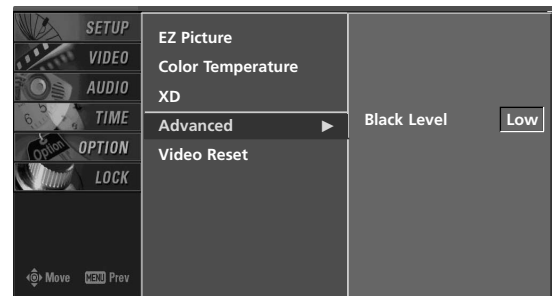 SETUP
VIDEO
AUDIO
TIME
OPTION
LOCK
Move MENU Prev
EZ Picture
Color Temperature
XD
Advanced ▶
Video Reset
Black Level Low